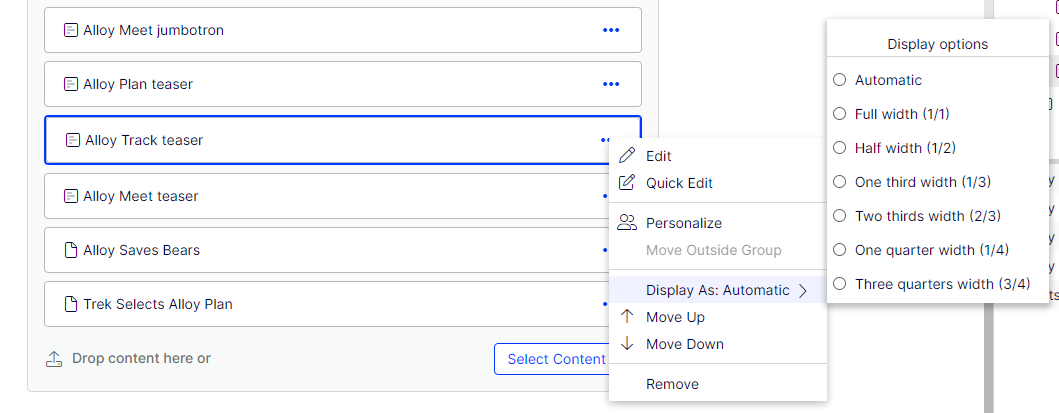 Alloy Meet jumbotron
Alloy Plan teaser
Alloy Track teaser
Alloy Meet teaser
Alloy Saves Bears
Trek Selects Alloy Plan
Drop content here or
Select Content
Edit
Quick Edit
Personalize
Move Outside Group
Display As: Automatic
Move Up
Move Down
Remove
Display options
Automatic
Full width (1/1)
Half width (1/2)
One third width (1/3)
Two thirds width (2/3)
One quarter width (1/4)
Three quarters width (3/4)